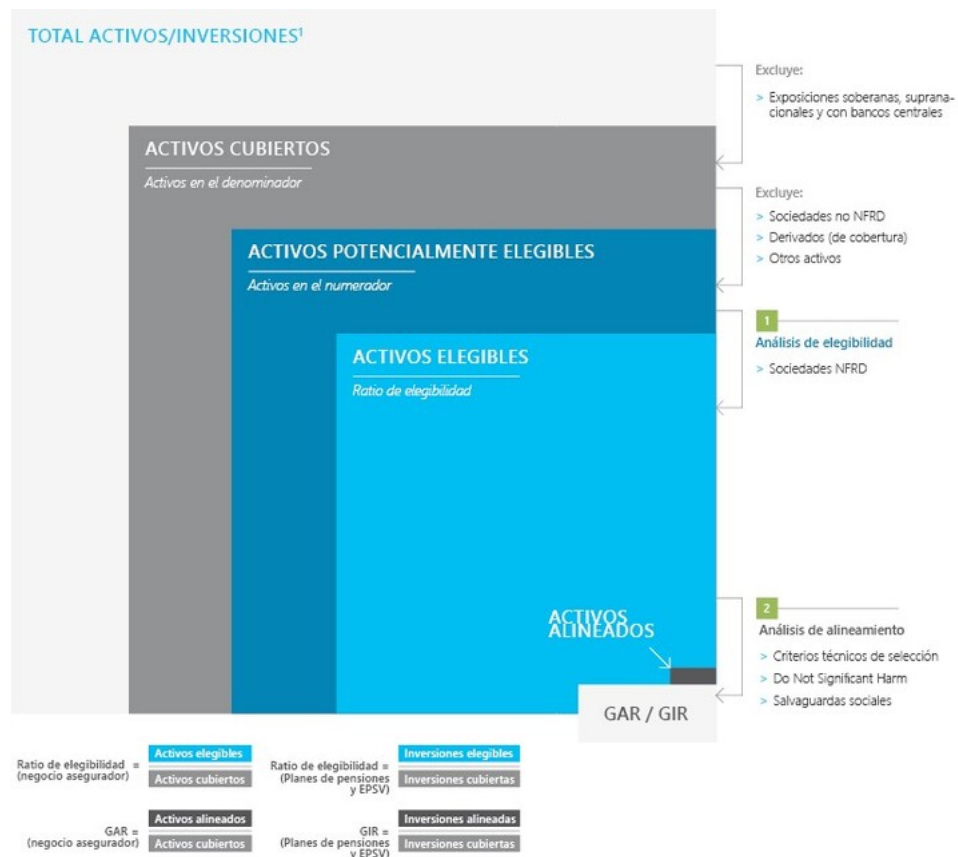 TOTAL ACTIVOS/INVERSIONES¹
Excluye:
> Exposiciones soberanas, suprana-
cionales y con bancos centrales
ACTIVOS CUBIERTOS
Activos en el denominador
Excluye:
> Sociedades no NFRD
> Derivados (de cobertura)
> Otros activos
ACTIVOS POTENCIALMENTE ELEGIBLES
Activos en el numerador
1
Análisis de elegibilidad
> Sociedades NFRD
ACTIVOS ELEGIBLES
Ratio de elegibilidad
ACTIVOS
ALINEADOS
2
Análisis de alineamiento
> Criterios técnicos de selección
> Do Not Significant Harm
> Salvaguardas sociales
GAR / GIR
Ratio de elegibilidad =
(negocio asegurador)
Activos elegibles
Activos cubiertos
Ratio de elegibilidad =
(Planes de pensiones
y EPSV)
Inversiones elegibles
Inversiones cubiertas
GAR =
(negocio asegurador)
Activos alineados
Activos cubiertos
GIR =
(Planes de pensiones
y EPSV)
Inversiones alineadas
Inversiones cubiertas